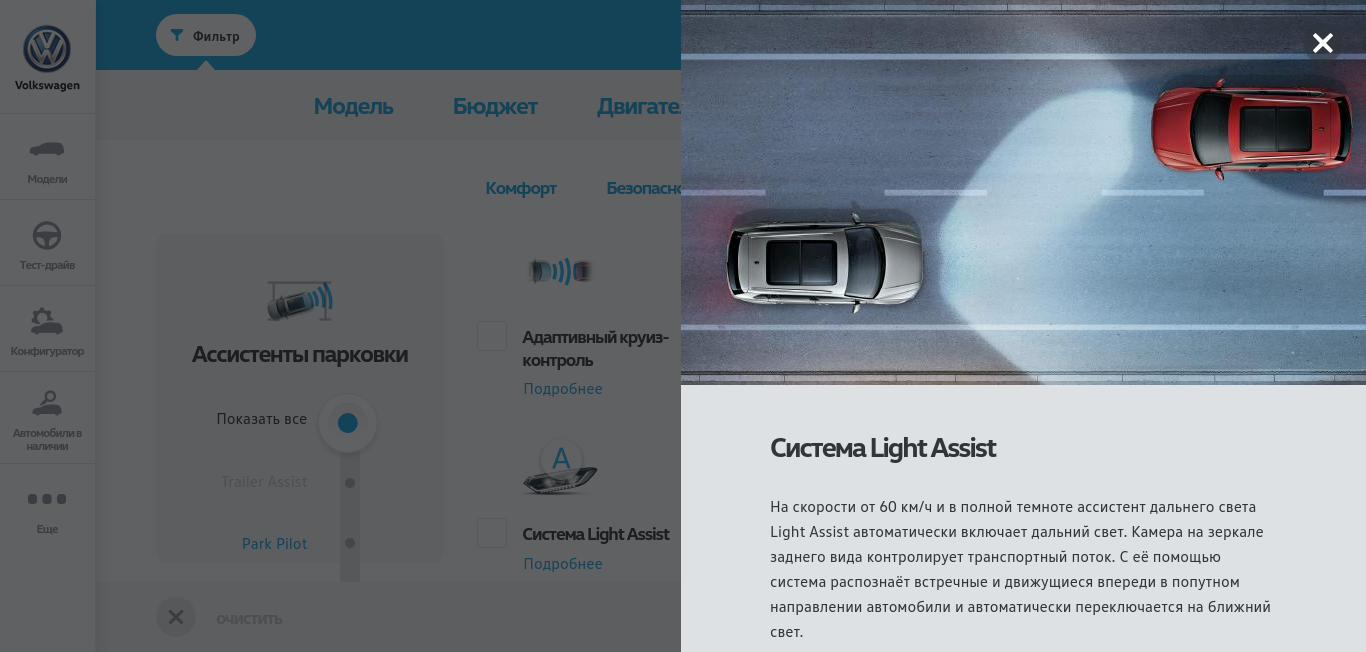 Volkswagen
Модели
Тест-драйв
Конфигуратор
Автомобили в
наличии
Еще
Фильтр
Модель Бюджет
Комфорт
Ассистенты парковки
Показать все
Trailer Assist
Park Pilot
Адаптивный круиз-
контроль
Подробнее
A
Система Light Assist
Подробнее
ОЧИСТИТЬ
Система Light Assist
На скорости от 60 км/ч и в полной темноте ассистент дальнего света
Light Assist автоматически включает дальний свет. Камера на зеркале
заднего вида контролирует транспортный поток. С её помощью
система распознаёт встречные и движущиеся впереди в попутном
направлении автомобили и автоматически переключается на ближний
свет.